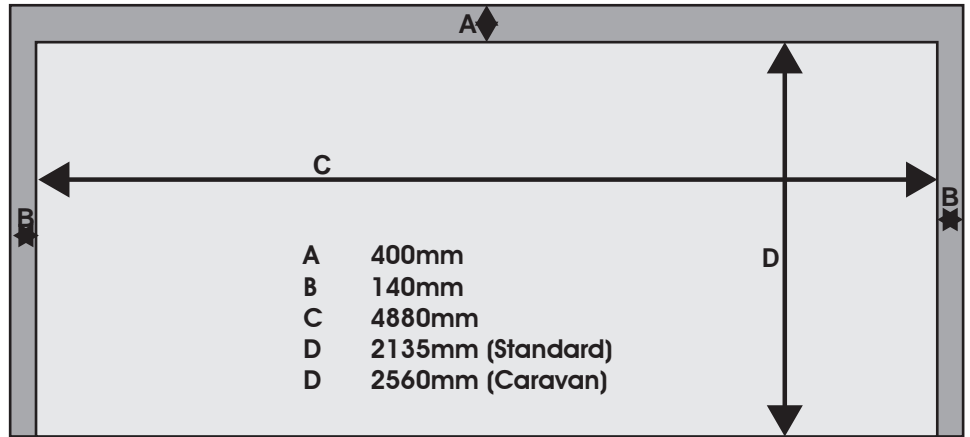 A
C
B
B
D
A 400mm
B 140mm
C 4880mm
D 2135mm (Standard)
D 2560mm (Caravan)